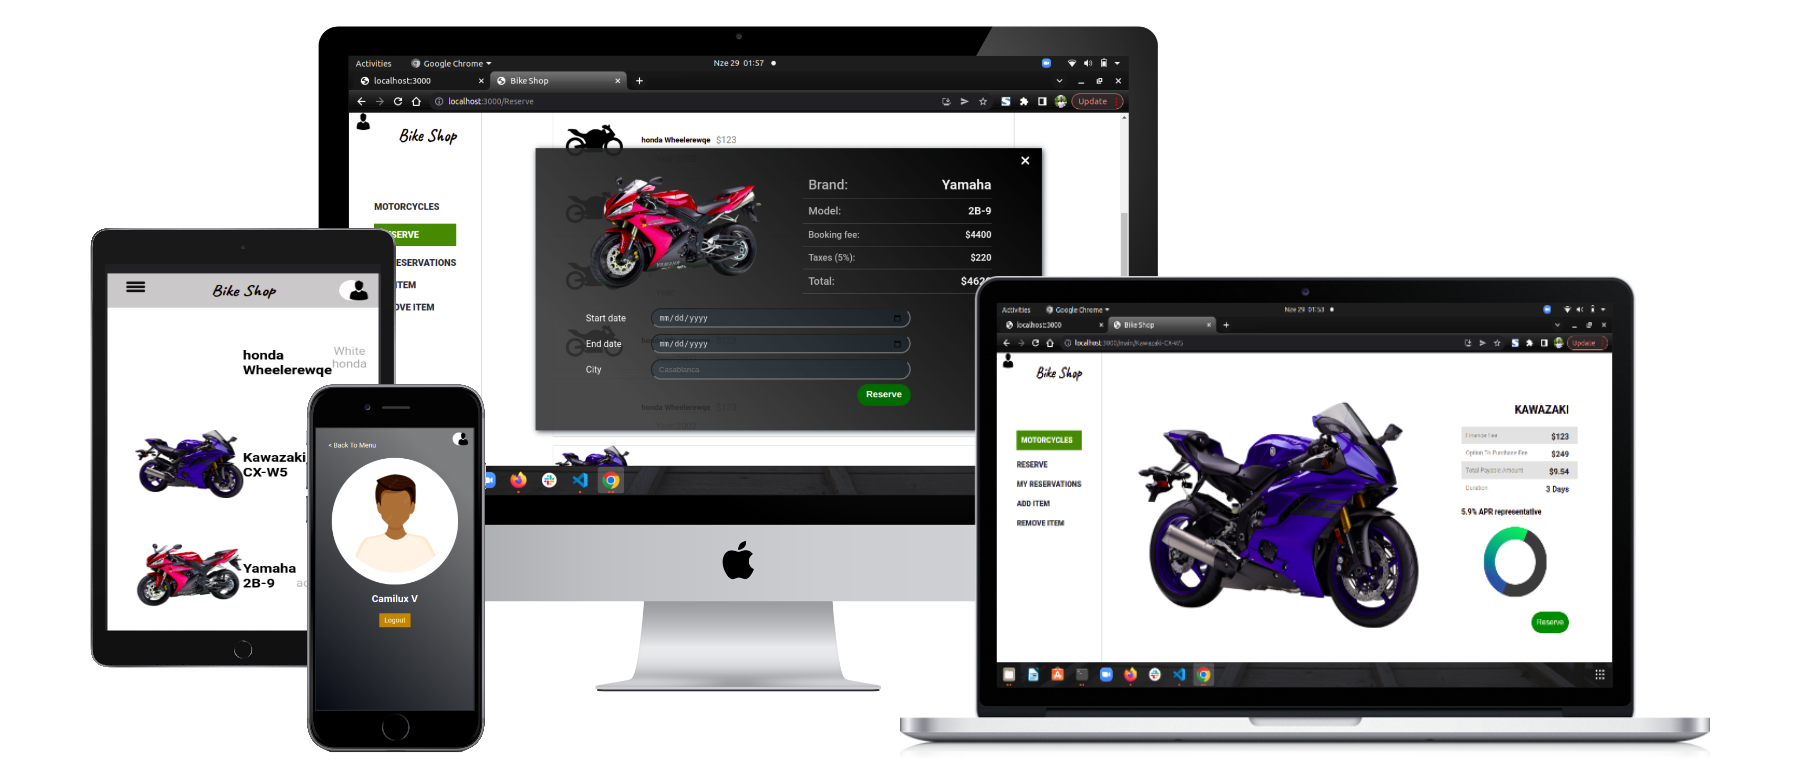 Activities Google Chrome Nze 29 01:57
localhost:3000 × Bike Shop × +
localhost:3000/Reserve Update
Bike Shop
MOTORCYCLES
SERVE
ESERVATIONS
ITEM
OVE ITEM
honda Wheelerewqe $123
Brand: Yamaha
Model: 2B-9
Booking fee: $4400
Taxes (5%): $220
Total: $462
Start date mm/dd/yyyy
End date mm/dd/yyyy
City Casablanca
Reserve
honda Wheelerewqe $123
Bike Shop
honda
Wheelerewqe
White
honda
Kawazaki
CX-W5
Yamaha
2B-9
< Back To Menu
Camilux V
Logout
Activities Google Chrome Nze 29 01:53
localhost:3000 × Bike Shop × +
localhost:3000/main/Kawazaki-CX-W5 Update
Bike Shop
MOTORCYCLES
RESERVE
MY RESERVATIONS
ADD ITEM
REMOVE ITEM
KAWAZAKI
Finance Fee $123
Option To Purchase Fee $249
Total Payable Amount $9.54
Duration 3 Days
5.9% APR representative
Reserve